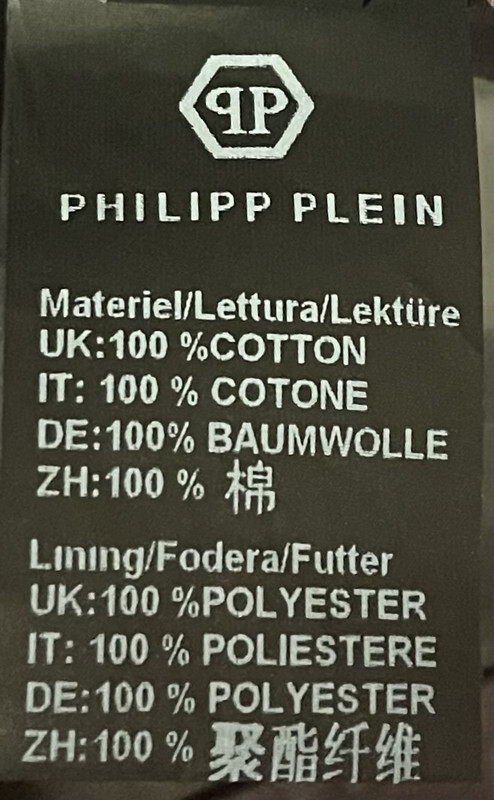 PP
PHILIPP PLEIN
Materiel/Lettura/Lektüre
UK:100 %COTTON
IT: 100 % COTONE
DE:100% BAUMWOLLE
ZH:100 % 棉
Lining/Fodera/Futter
UK:100 %POLYESTER
IT: 100 % POLIESTERE
DE:100 % POLYESTER
ZH:100 % 聚酯纤维